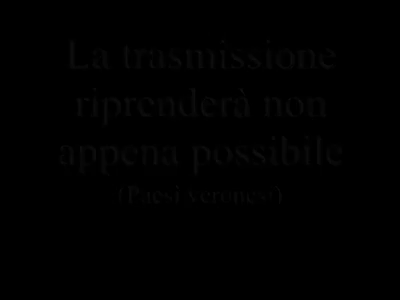 La trasmissione
riprenderà non
appena possibile
(Paesi veronesi)